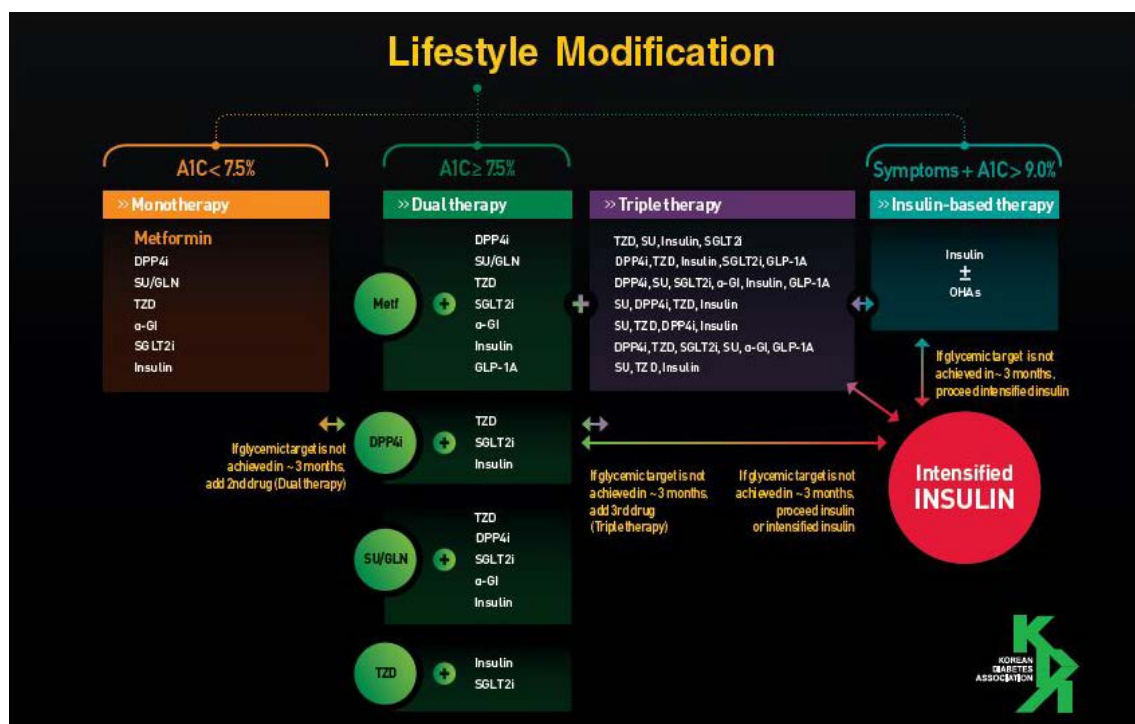 Lifestyle Modification
A1C < 7.5%
A1C ≥ 7.5%
Symptoms + A1C > 9.0%
>> Monotherapy
>> Dual therapy
>> Triple therapy
>> Insulin-based therapy
Metformin
DPP4i
SU/GLN
TZD
α-GI
SGLT2i
Insulin
Metf
+
DPP4i
SU/GLN
TZD
SGLT2i
α-GI
Insulin
GLP-1A
+
TZD, SU, Insulin, SGLT2i
DPP4i, TZD, Insulin, SGLT2i, GLP-1A
DPP4i, SU, SGLT2i, α-GI, Insulin, GLP-1A
SU, DPP4i, TZD, Insulin
SU, TZD, DPP4i, Insulin
DPP4i, TZD, SGLT2i, SU, α-GI, GLP-1A
SU, TZD, Insulin
Insulin
±
OHAs
If glycemic target is not
achieved in ~ 3 months,
proceed intensified insulin
If glycemic target is not
achieved in ~ 3 months,
add 2nd drug (Dual therapy)
DPP4i
+
TZD
SGLT2i
Insulin
If glycemic target is not
achieved in ~ 3 months,
add 3rd drug
(Triple therapy)
If glycemic target is not
achieved in ~ 3 months,
proceed insulin
or intensified insulin
Intensified
INSULIN
SU/GLN
+
TZD
DPP4i
SGLT2i
α-GI
Insulin
TZD
+
Insulin
SGLT2i
KDA
KOREAN
DIABETES
ASSOCIATION